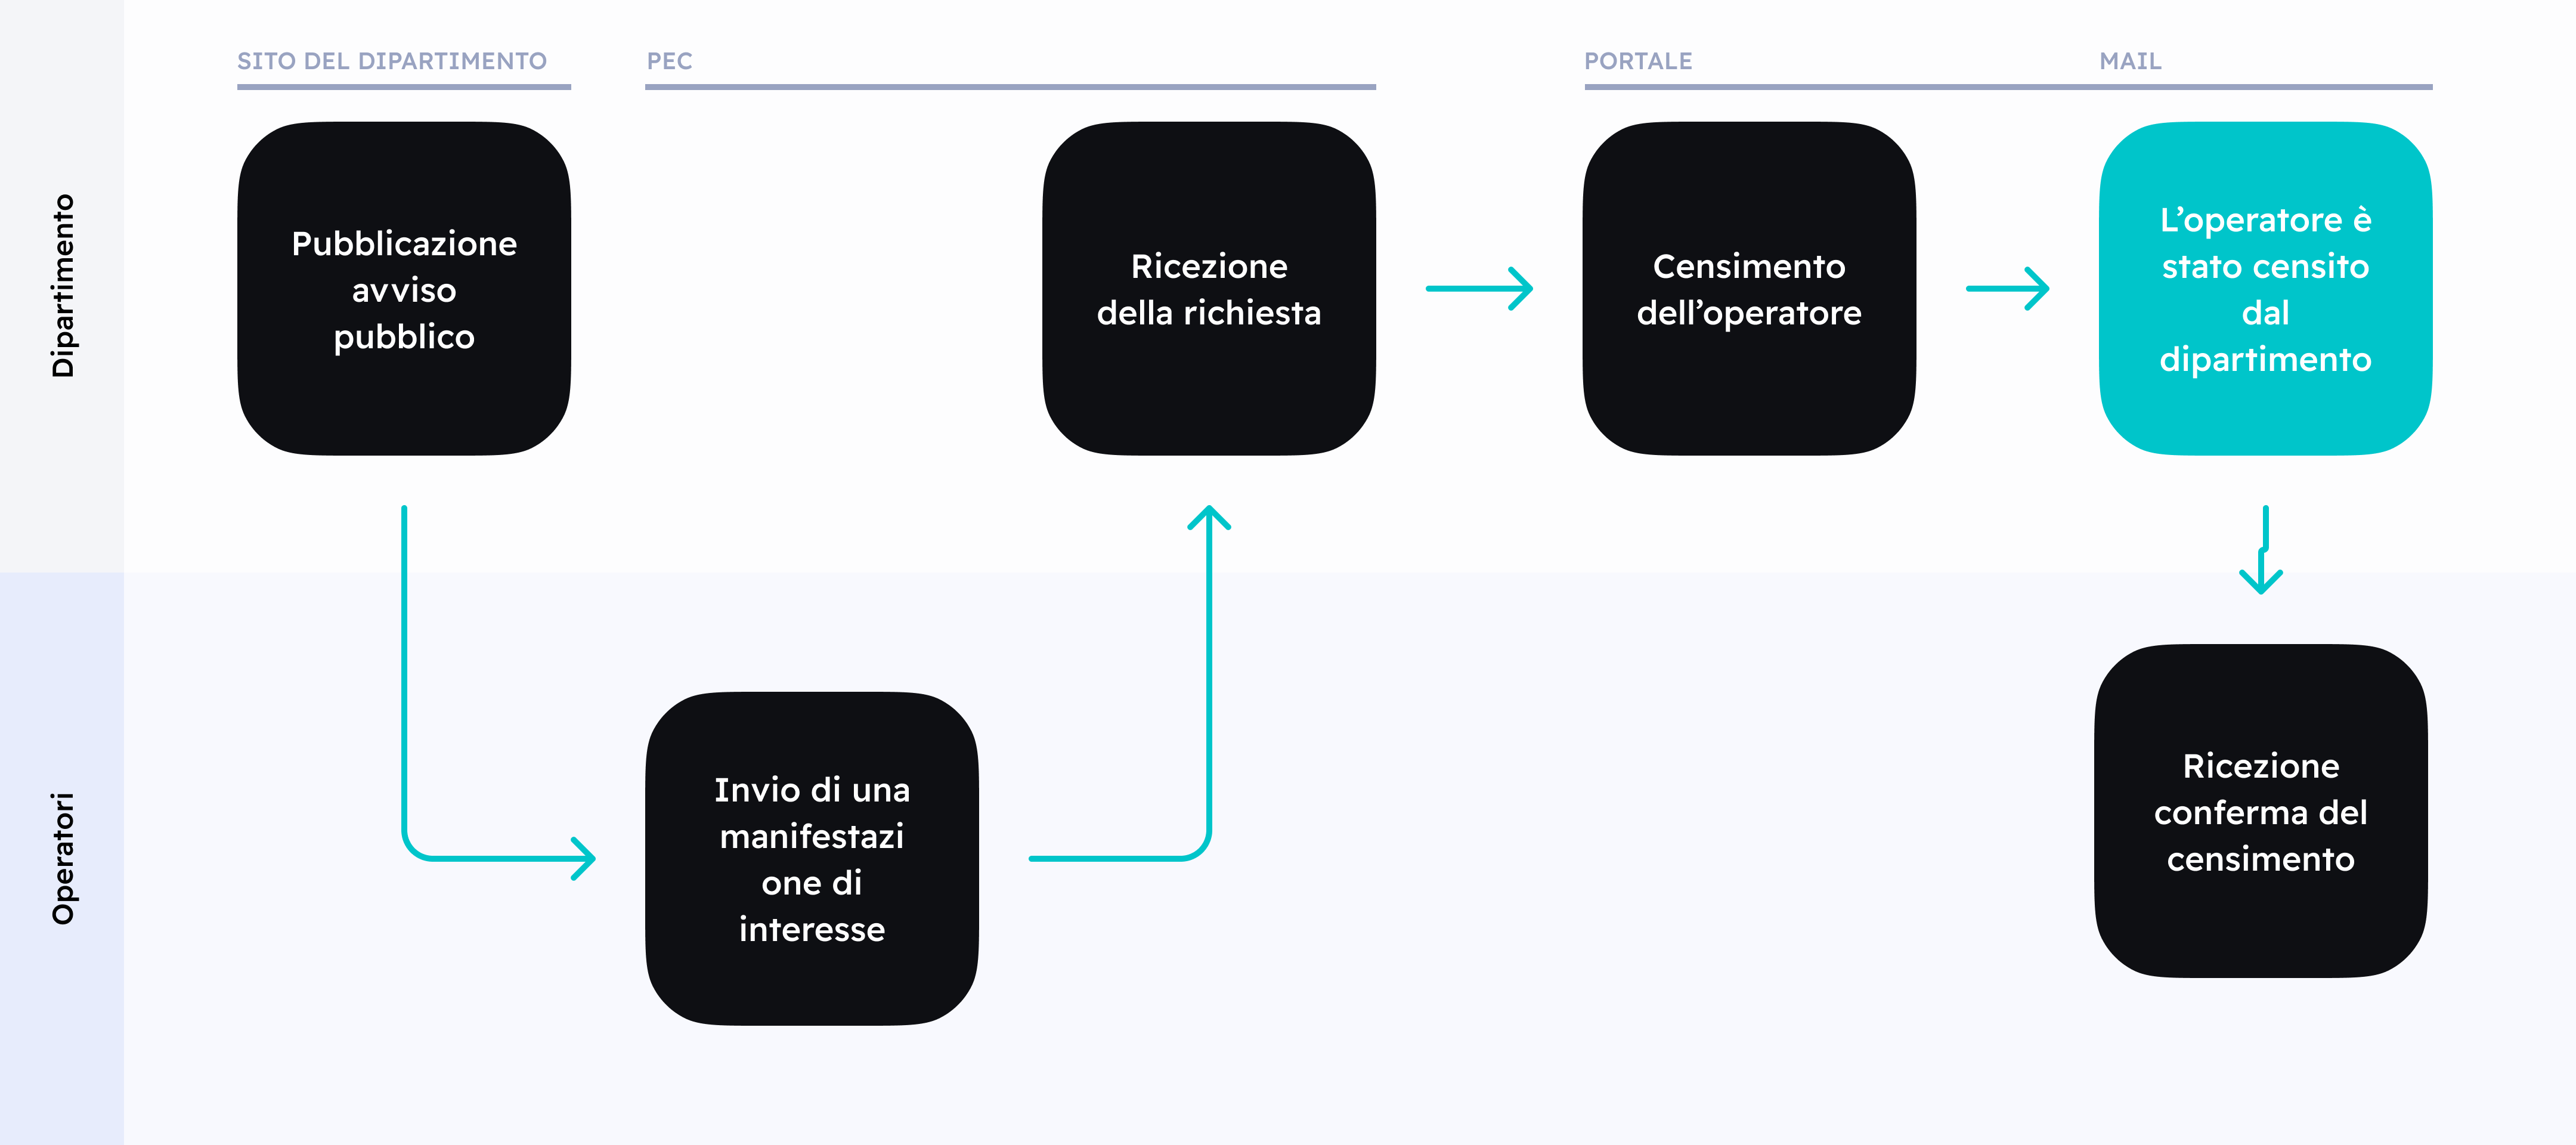 SITO DEL DIPARTIMENTO
PEC
PORTALE
MAIL
Dipartimento
Pubblicazione
avviso
pubblico
Ricezione
della richiesta
Censimento
dell’operatore
L’operatore è
stato censito
dal
dipartimento
Operatori
Invio di una
manifestazi
one di
interesse
Ricezione
conferma del
censimento